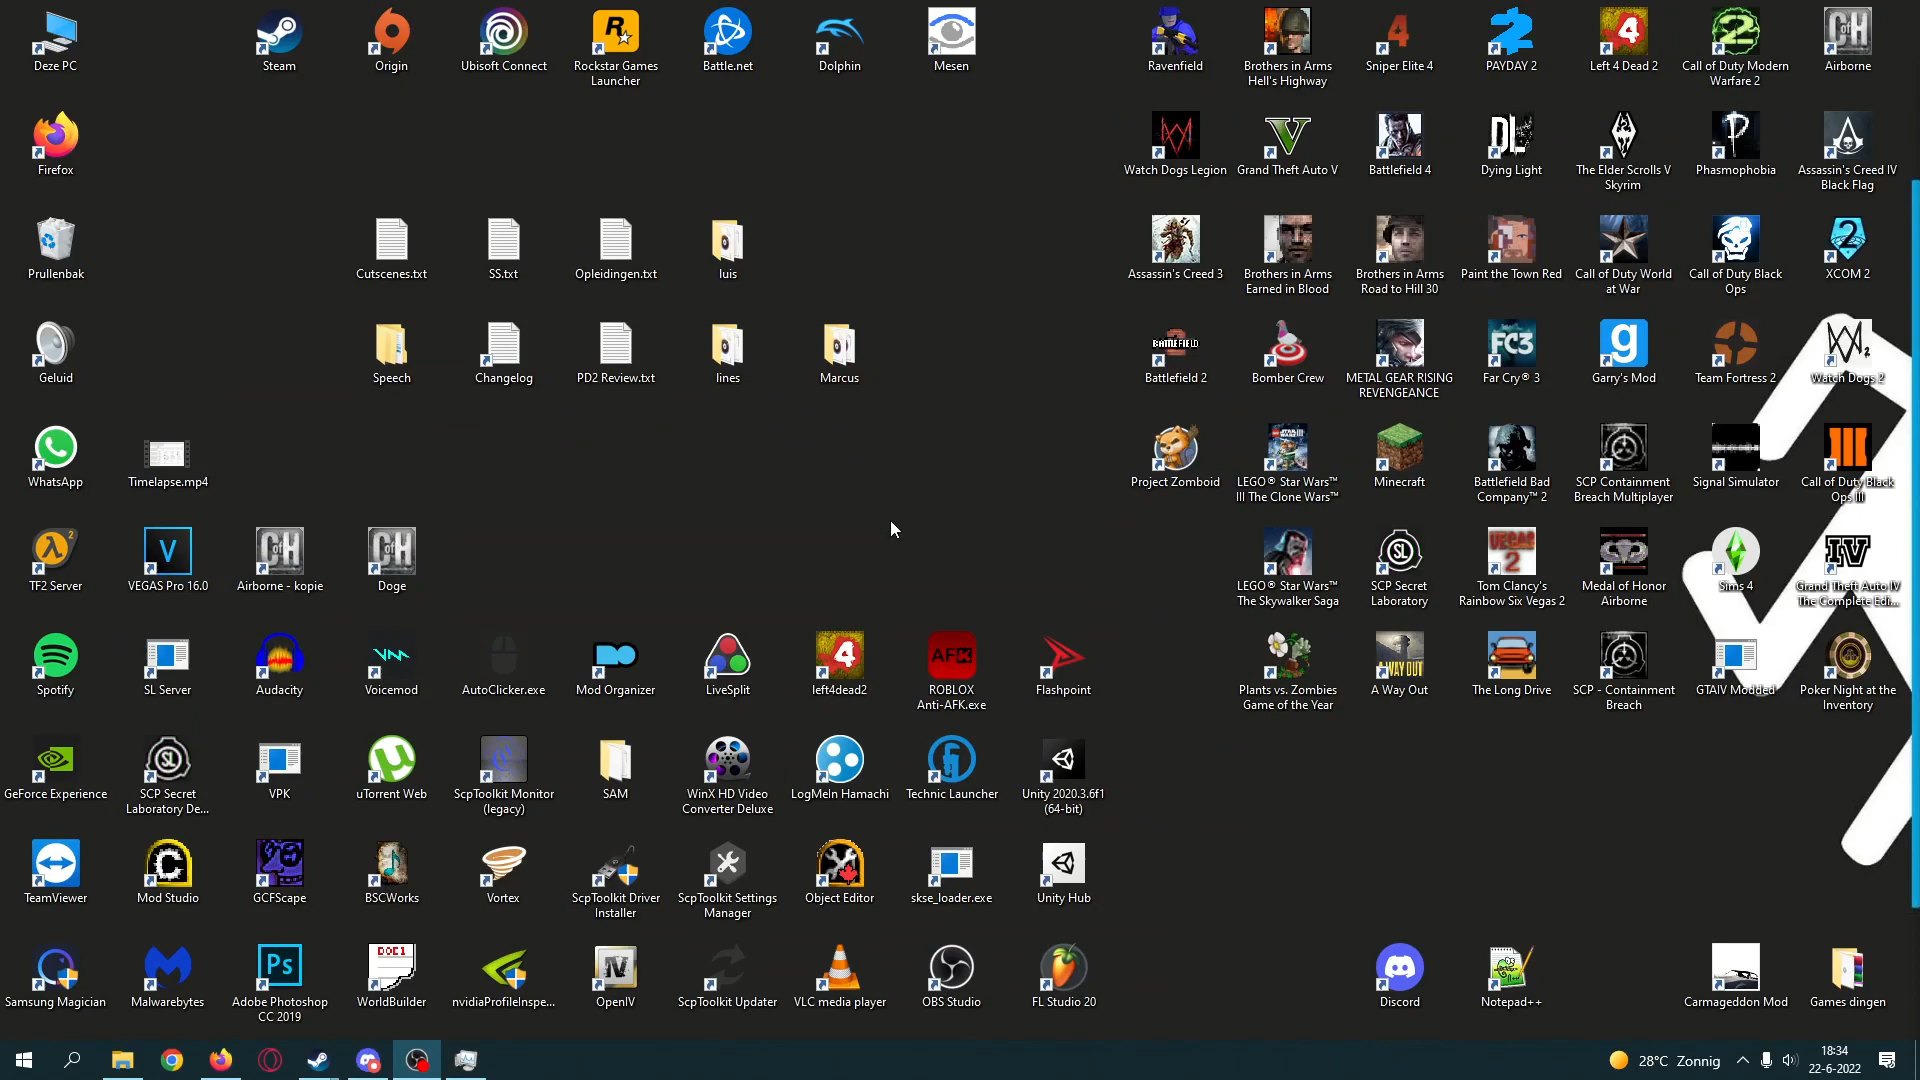 Deze PC
Steam
Origin
Ubisoft Connect
Rockstar Games
Launcher
Battle.net
Dolphin
Mesen
Ravenfield
Brothers in Arms
Hell's Highway
Sniper Elite 4
PAYDAY 2
Left 4 Dead 2
Call of Duty Modern
Warfare 2
Airborne
Firefox
Watch Dogs Legion
Grand Theft Auto V
Battlefield 4
Dying Light
The Elder Scrolls V
Skyrim
Phasmophobia
Assassin's Creed IV
Black Flag
Prullenbak
Cutscenes.txt
SS.txt
Opleidingen.txt
luis
Assassin's Creed 3
Brothers in Arms
Earned in Blood
Brothers in Arms
Road to Hill 30
Paint the Town Red
Call of Duty World
at War
Call of Duty Black
Ops
XCOM 2
Geluid
Speech
Changelog
PD2 Review.txt
lines
Marcus
Battlefield 2
Bomber Crew
METAL GEAR RISING
REVENGEANCE
Far Cry® 3
Garry's Mod
Team Fortress 2
Watch Dogs 2
WhatsApp
Timelapse.mp4
Project Zomboid
LEGO® Star Wars™
III The Clone Wars™
Minecraft
Battlefield Bad
Company™ 2
SCP Containment
Breach Multiplayer
Signal Simulator
Call of Duty Black
Ops III
TF2 Server
VEGAS Pro 16.0
Airborne - kopie
Doge
LEGO® Star Wars™
The Skywalker Saga
SCP Secret
Laboratory
Tom Clancy's
Rainbow Six Vegas 2
Medal of Honor
Airborne
Sims 4
Grand Theft Auto IV
The Complete Edi...
Spotify
SL Server
Audacity
Voicemod
AutoClicker.exe
Mod Organizer
LiveSplit
left4dead2
ROBLOX
Anti-AFK.exe
Flashpoint
Plants vs. Zombies
Game of the Year
A Way Out
The Long Drive
SCP - Containment
Breach
GTAIV Modded
Poker Night at the
Inventory
GeForce Experience
SCP Secret
Laboratory De...
VPK
uTorrent Web
ScpToolkit Monitor
(legacy)
SAM
WinX HD Video
Converter Deluxe
LogMeIn Hamachi
Technic Launcher
Unity 2020.3.6f1
(64-bit)
TeamViewer
Mod Studio
GCFScape
BSCWorks
Vortex
ScpToolkit Driver
Installer
ScpToolkit Settings
Manager
Object Editor
skse_loader.exe
Unity Hub
Samsung Magician
Malwarebytes
Adobe Photoshop
CC 2019
WorldBuilder
nvidiaProfileInspe...
OpenIV
ScpToolkit Updater
VLC media player
OBS Studio
FL Studio 20
Discord
Notepad++
Carmageddon Mod
Games dingen
28°C Zonnig
18:34
22-6-2022